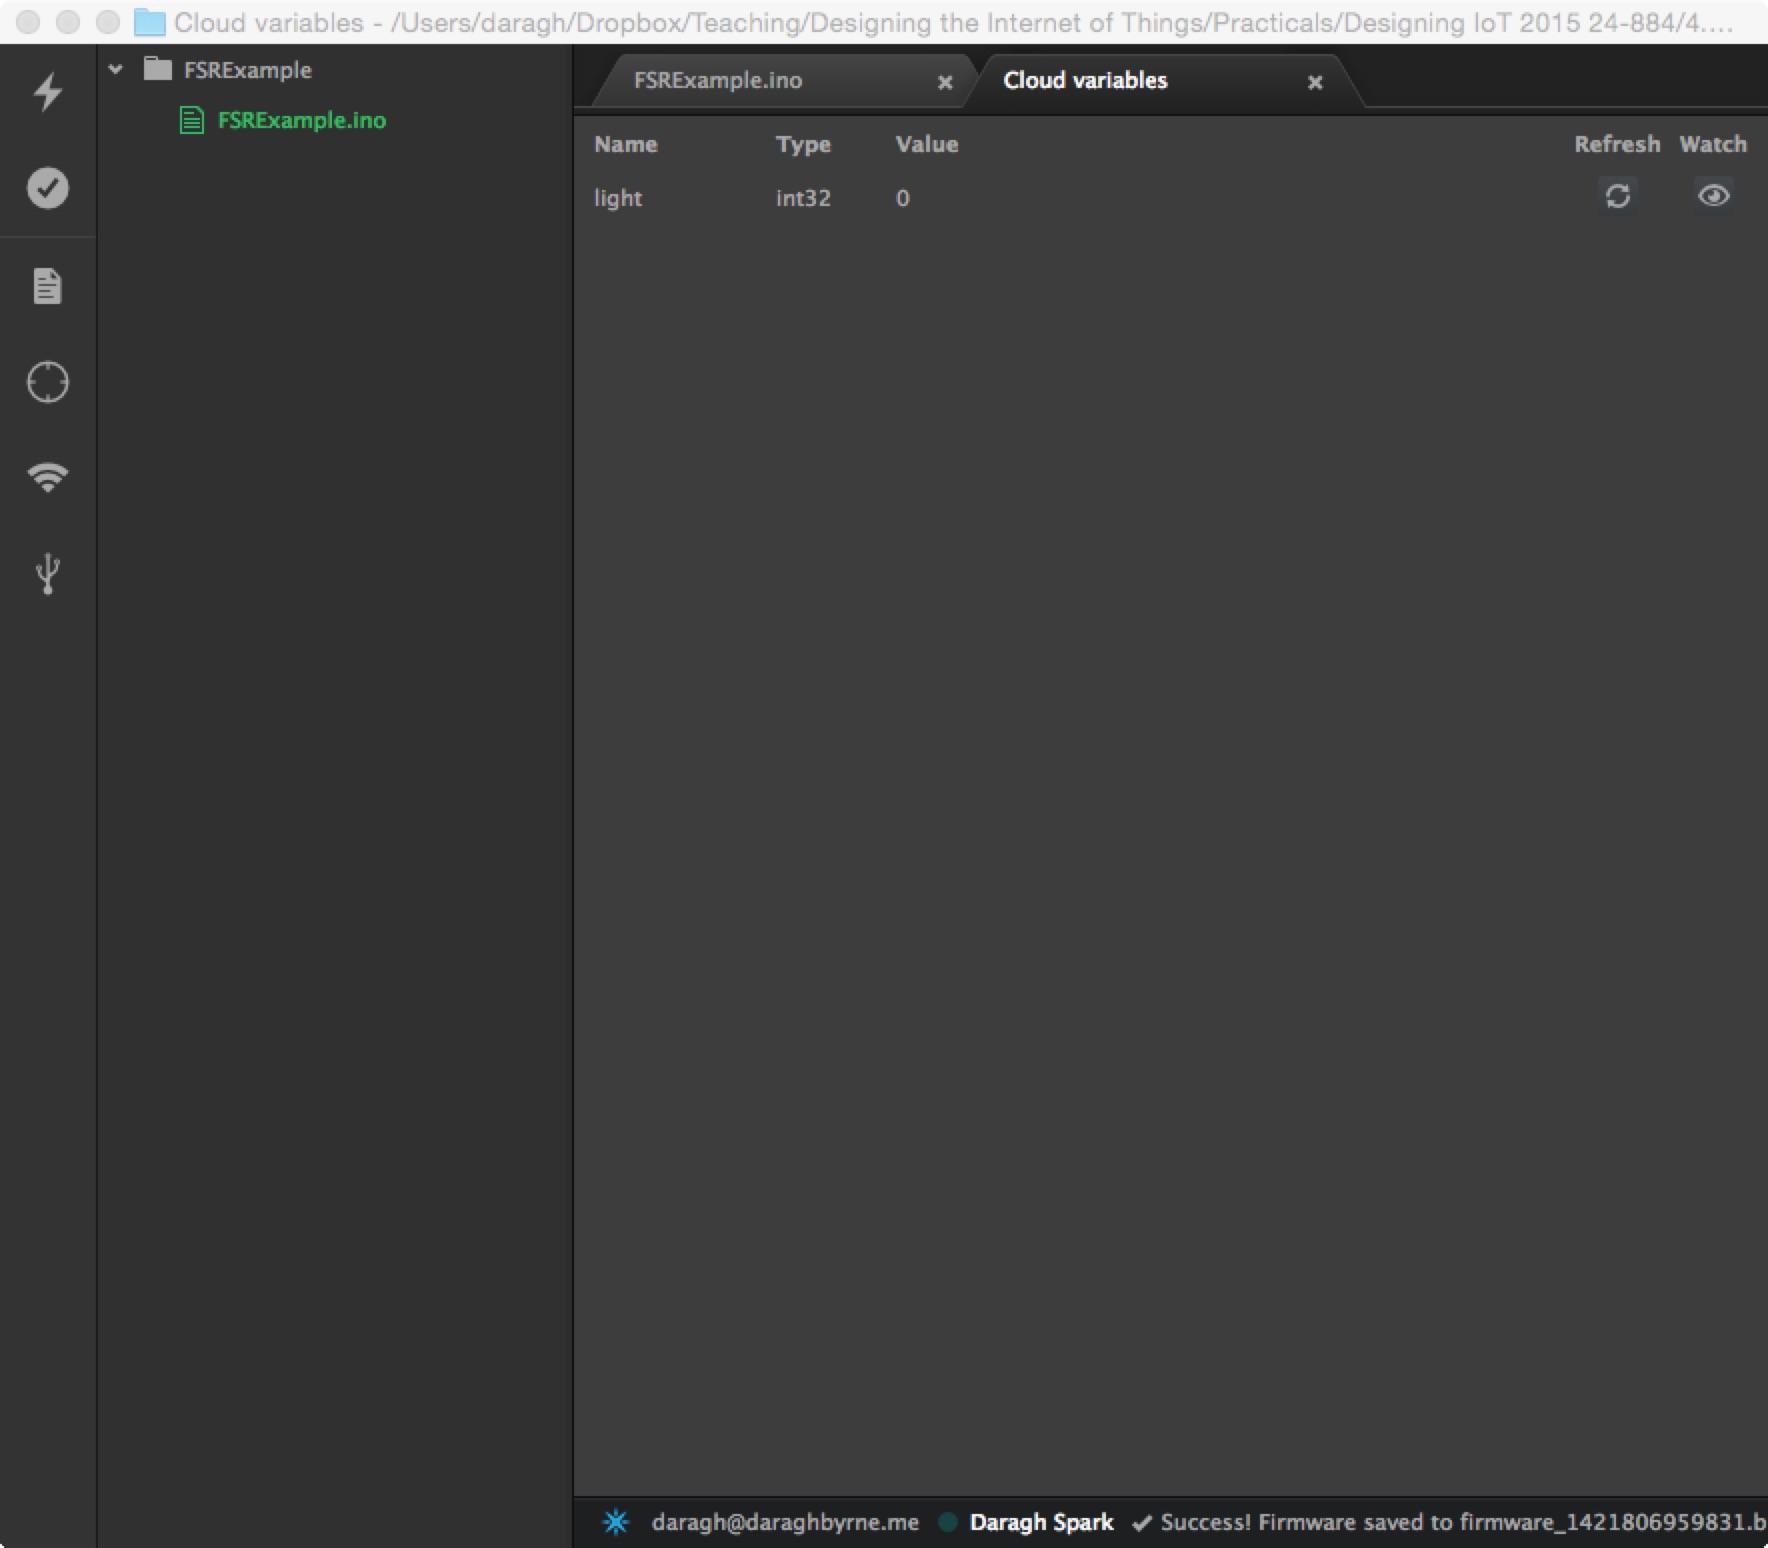 Cloud variables - /Users/daragh/Dropbox/Teaching/Designing the Internet of Things/Practicals/Designing IoT 2015 24-884/4....
FSRExample
FSRExample.ino
FSRExample.ino Cloud variables
Name Type Value Refresh Watch
light int32 0
daragh@daraghbyrne.me Daragh Spark Success! Firmware saved to firmware_1421806959831.b